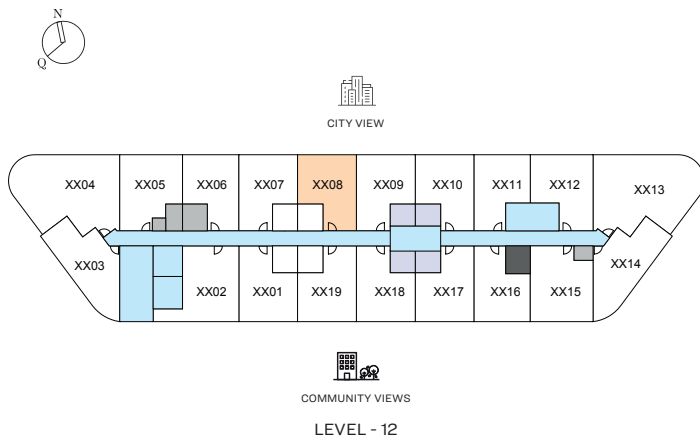 N
Q
CITY VIEW
XX04 XX05 XX06 XX07 XX08 XX09 XX10 XX11 XX12 XX13
XX03 XX14
XX02 XX01 XX19 XX18 XX17 XX16 XX15
COMMUNITY VIEWS
LEVEL - 12